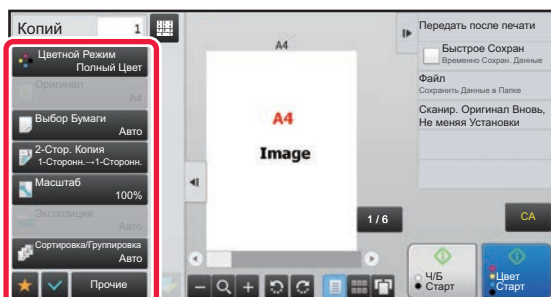 Копий 1
Цветной Режим
Полный Цвет
Оригинал
A4
Выбор Бумаги
Авто
2-Стор. Копия
1-Сторонн.→1-Сторонн.
Масштаб
100%
Экспозиция
Авто
Сортировка/Группировка
Авто
Прочие
A4
A4
Image
1 / 6
Передать после печати
Быстрое Сохран
Временно Сохран. Данные
Файл
Сохранить Данные в Папке
Сканир. Оригинал Вновь,
Не меняя Установки
CA
Ч/Б
Старт
Цвет
Старт